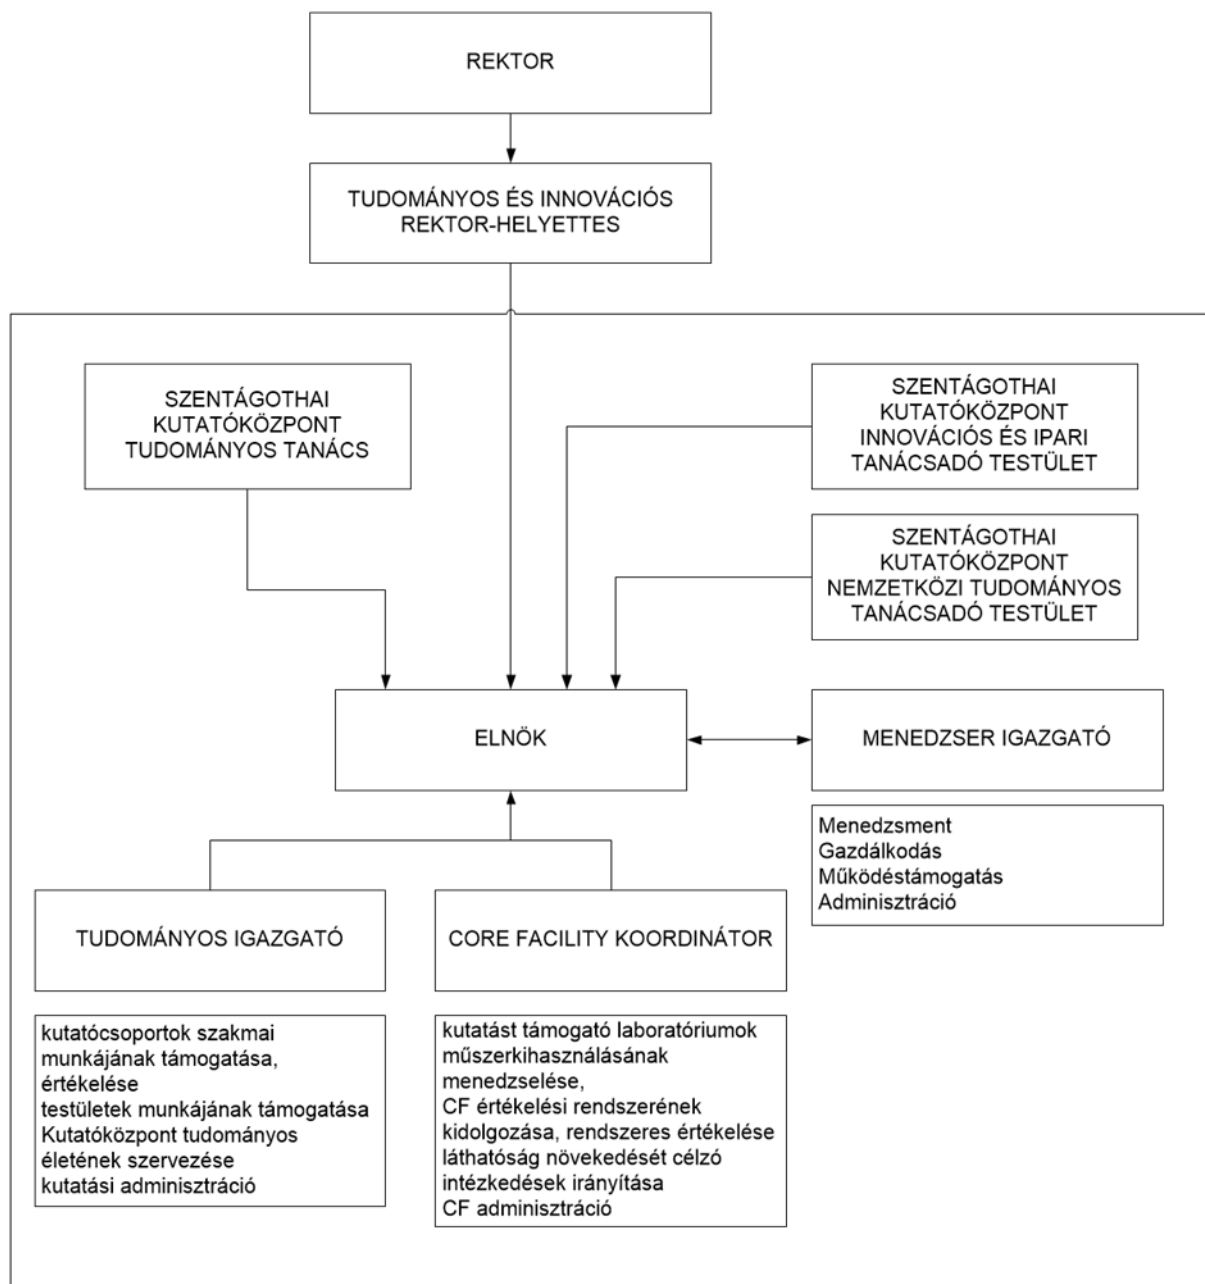 REKTOR
TUDOMÁNYOS ÉS INNOVÁCIÓS
REKTOR-HELYETTES
SZENTÁGOTHAI
KUTATÓKÖZPONT
TUDOMÁNYOS TANÁCS
SZENTÁGOTHAI
KUTATÓKÖZPONT
INNOVÁCIÓS ÉS IPARI
TANÁCSADÓ TESTÜLET
SZENTÁGOTHAI
KUTATÓKÖZPONT
NEMZETKÖZI TUDOMÁNYOS
TANÁCSADÓ TESTÜLET
ELNÖK
MENEDZSER IGAZGATÓ
Menedzsment
Gazdálkodás
Működéstámogatás
Adminisztráció
TUDOMÁNYOS IGAZGATÓ
kutatócsoportok szakmai
munkájának támogatása,
értékelése
testületek munkájának támogatása
Kutatóközpont tudományos
életének szervezése
kutatási adminisztráció
CORE FACILITY KOORDINÁTOR
kutatást támogató laboratóriumok
műszerkihasználásának
menedzselése,
CF értékelési rendszerének
kidolgozása, rendszeres értékelése
láthatóság növekedését célzó
intézkedések irányítása
CF adminisztráció